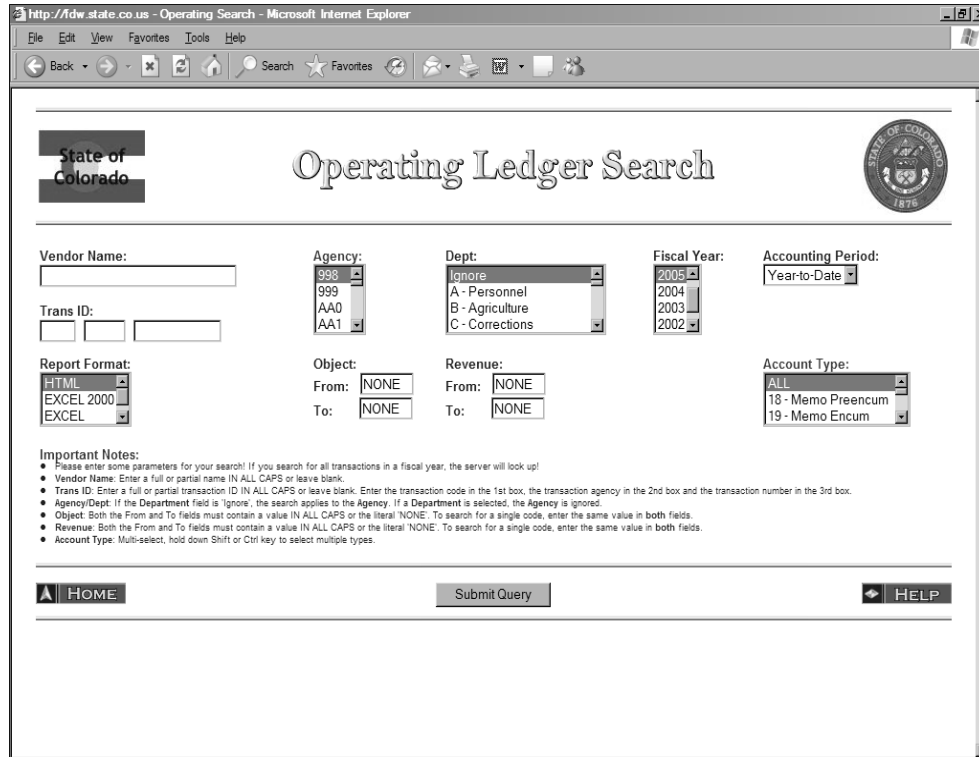 http://fdw.state.co.us - Operating Search - Microsoft Internet Explorer
File Edit View Favorites Tools Help
Back Search Favorites
State of
Colorado
Operating Ledger Search
STATE OF COLORADO
1876
Vendor Name: Agency: Dept: Fiscal Year: Accounting Period:
998 Ignore 2005 Year-to-Date
999 A - Personnel 2004
AA0 B - Agriculture 2003
AA1 C - Corrections 2002
Trans ID:
Report Format: Object: Revenue: Account Type:
HTML From: NONE From: NONE ALL
EXCEL 2000 18 - Memo Preencum
EXCEL To: NONE To: NONE 19 - Memo Encum
Important Notes:
● Please enter some parameters for your search! If you search for all transactions in a fiscal year, the server will look up!
● Vendor Name: Enter a full or partial name IN ALL CAPS or leave blank.
● Trans ID: Enter a full or partial transaction ID IN ALL CAPS or leave blank. Enter the transaction code in the 1st box, the transaction agency in the 2nd box and the transaction number in the 3rd box.
● Agency/Dept: If the Department field is 'Ignore', the search applies to the Agency. If a Department is selected, the Agency is ignored.
● Object: Both the From and To fields must contain a value IN ALL CAPS or the literal 'NONE'. To search for a single code, enter the same value in both fields.
● Revenue: Both the From and To fields must contain a value IN ALL CAPS or the literal 'NONE'. To search for a single code, enter the same value in both fields.
● Account Type: Multi-select, hold down Shift or Ctrl key to select multiple types.
HOME Submit Query HELP